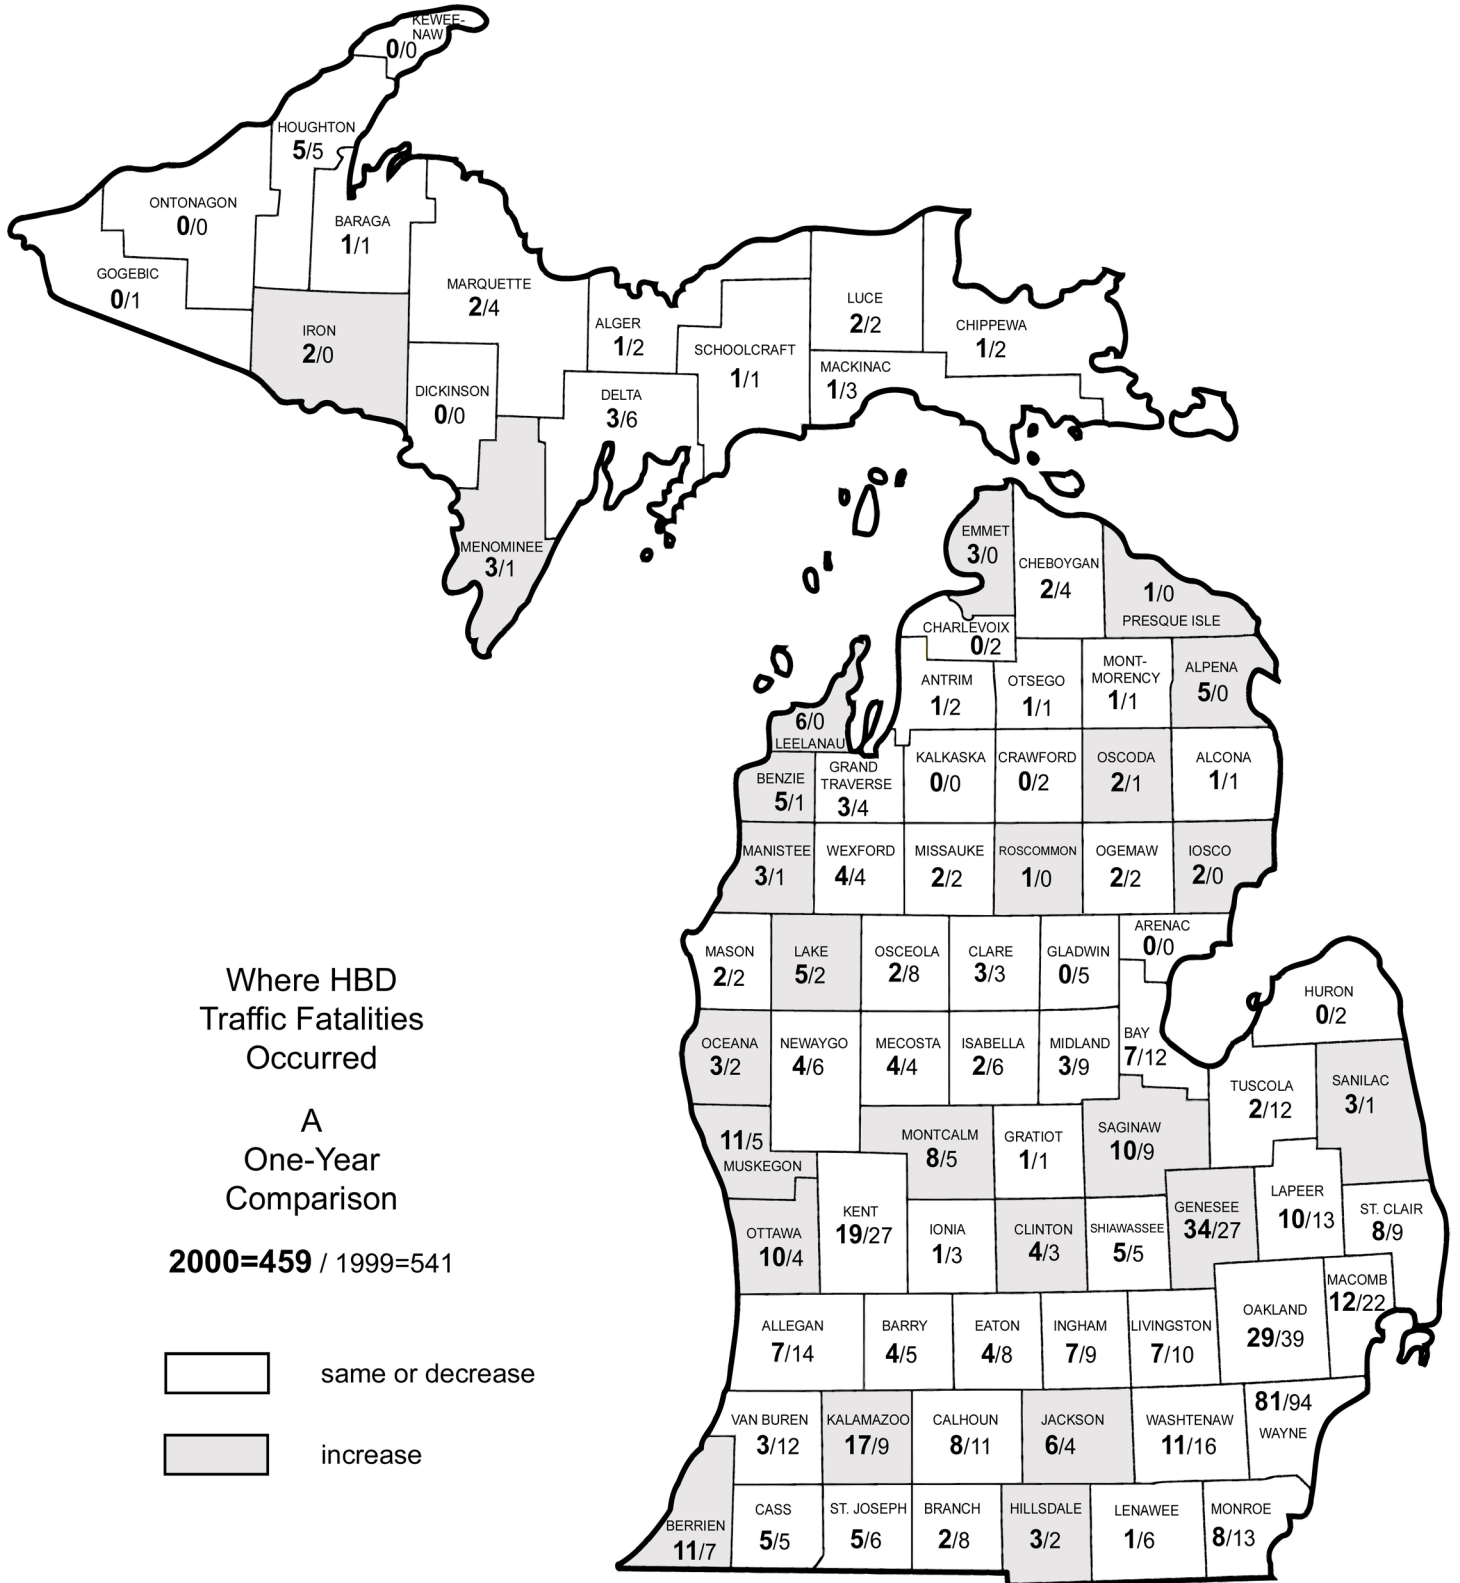 KEWEE-
NAW
0/0
HOUGHTON
5/5
ONTONAGON
0/0
BARAGA
1/1
GOGEBIC
0/1
MARQUETTE
2/4
IRON
2/0
ALGER
1/2
LUCE
2/2
CHIPPEWA
1/2
SCHOOLCRAFT
1/1
MACKINAC
1/3
DICKINSON
0/0
DELTA
3/6
MENOMINEE
3/1
EMMET
3/0
CHEBOYGAN
2/4
1/0
PRESQUE ISLE
CHARLEVOIX
0/2
ANTRIM
1/2
OTSEGO
1/1
MONT-
MORENCY
1/1
ALPENA
5/0
6/0
LEELANAU
BENZIE
5/1
GRAND
TRAVERSE
3/4
KALKASKA
0/0
CRAWFORD
0/2
OSCODA
2/1
ALCONA
1/1
MANISTEE
3/1
WEXFORD
4/4
MISSAUKE
2/2
ROSCOMMON
1/0
OGEMAW
2/2
IOSCO
2/0
MASON
2/2
LAKE
5/2
OSCEOLA
2/8
CLARE
3/3
GLADWIN
0/5
ARENAC
0/0
HURON
0/2
OCEANA
3/2
NEWAYGO
4/6
MECOSTA
4/4
ISABELLA
2/6
MIDLAND
3/9
BAY
7/12
TUSCOLA
2/12
SANILAC
3/1
11/5
MUSKEGON
MONTCALM
8/5
GRATIOT
1/1
SAGINAW
10/9
OTTAWA
10/4
KENT
19/27
IONIA
1/3
CLINTON
4/3
SHIAWASSEE
5/5
GENESEE
34/27
LAPEER
10/13
ST. CLAIR
8/9
ALLEGAN
7/14
BARRY
4/5
EATON
4/8
INGHAM
7/9
LIVINGSTON
7/10
OAKLAND
29/39
MACOMB
12/22
VAN BUREN
3/12
KALAMAZOO
17/9
CALHOUN
8/11
JACKSON
6/4
WASHTENAW
11/16
81/94
WAYNE
BERRIEN
11/7
CASS
5/5
ST. JOSEPH
5/6
BRANCH
2/8
HILLSDALE
3/2
LENAWEE
1/6
MONROE
8/13
Where HBD
Traffic Fatalities
Occurred
A
One-Year
Comparison
2000=459 / 1999=541
same or decrease
increase